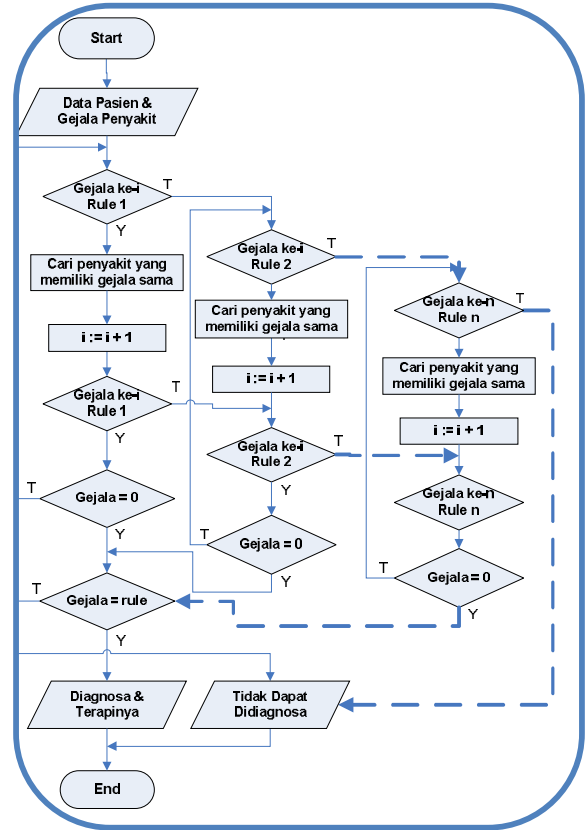 Start
Data Pasien &
Gejala Penyakit
Gejala ke-i
Rule 1
T
Y
Cari penyakit yang
memiliki gejala sama
i := i + 1
Gejala ke-i
Rule 1
T
Y
Gejala = 0
T
Y
Gejala = rule
T
Y
Diagnosa &
Terapinya
End
Gejala ke-i
Rule 2
T
Y
Cari penyakit yang
memiliki gejala sama
i := i + 1
Gejala ke-i
Rule 2
T
Y
Gejala = 0
T
Y
Tidak Dapat
Didiagnosa
Gejala ke-n
Rule n
T
Y
Cari penyakit yang
memiliki gejala sama
i := i + 1
Gejala ke-n
Rule n
Y
Gejala = 0
T
Y